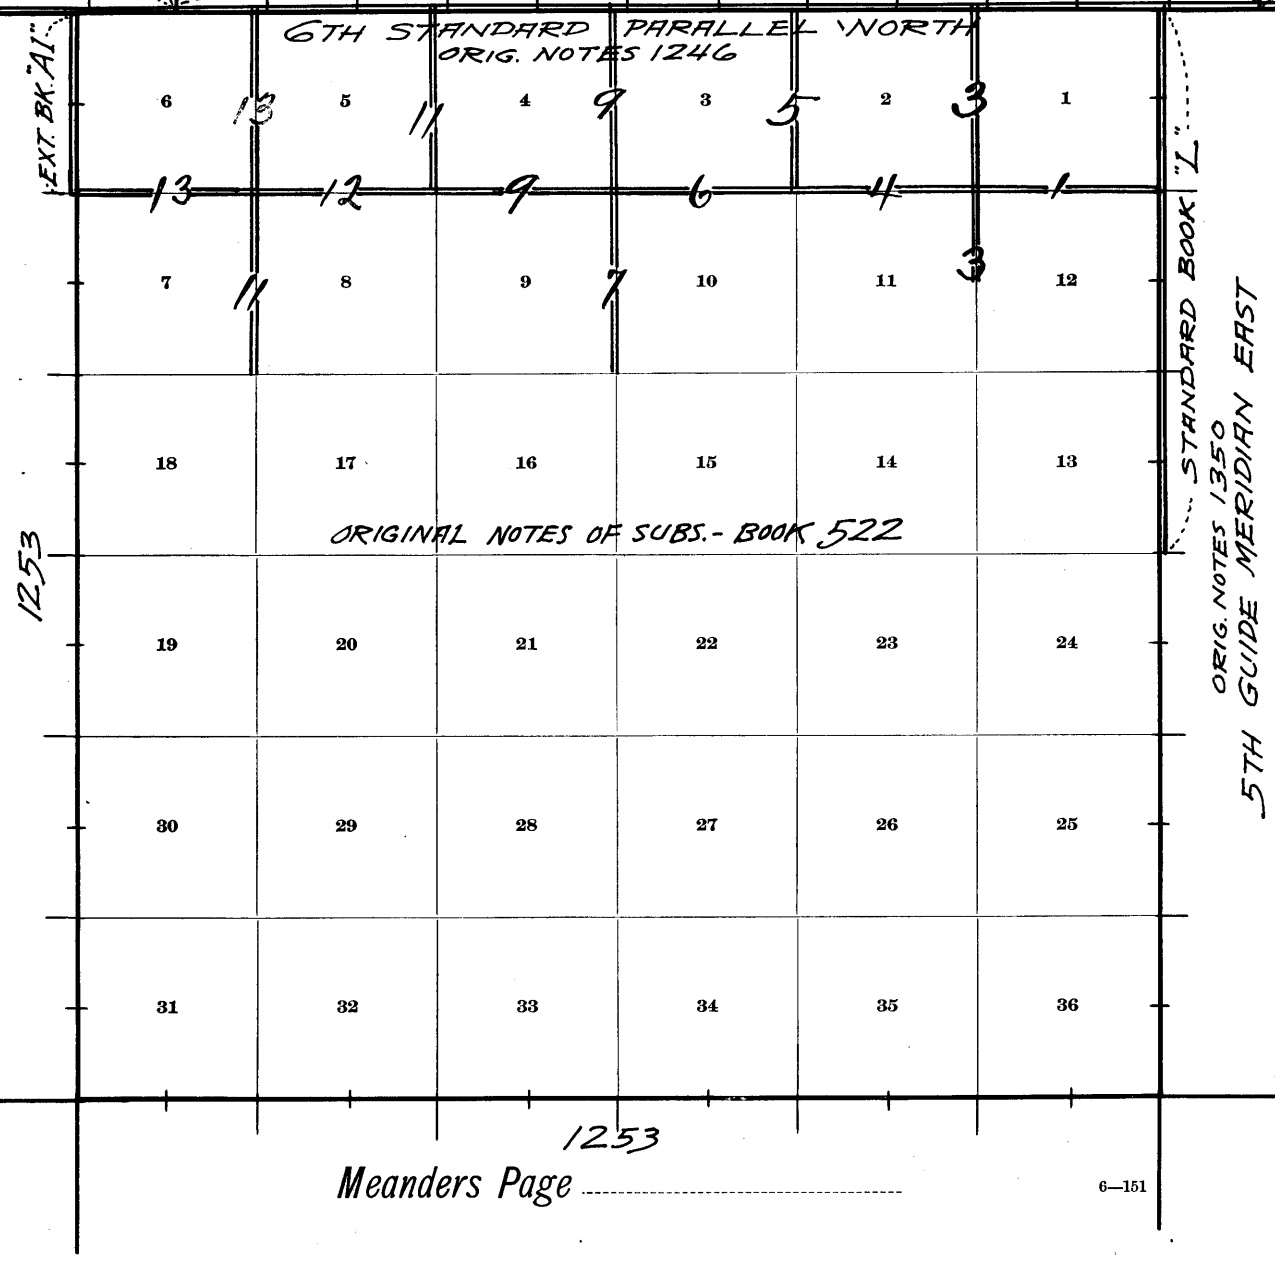 6TH STANDARD PARALLEL NORTH
ORIG. NOTES 1246
EXT. BK. "A1"
6 13 5 11 4 9 3 5 2 3 1
13 12 9 6 4 1
7 11 8 9 7 10 11 3 12
STANDARD BOOK "L"
ORIG. NOTES 1350
5TH GUIDE MERIDIAN EAST
18 17 16 15 14 13
ORIGINAL NOTES OF SUBS.- BOOK 522
1253
19 20 21 22 23 24
30 29 28 27 26 25
31 32 33 34 35 36
1253
Meanders Page
6—151